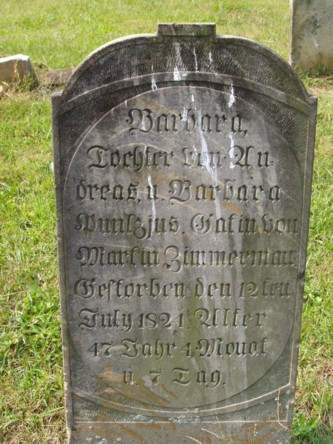 Barbara,
Tochter von An
dreas, u. Barbara
Wunlzjus, Gatin von
Martin Zimmerman
Gestorben den 12ten
July 1821. Alter
47 Jahr 4 Monat
u. 7 Tag.